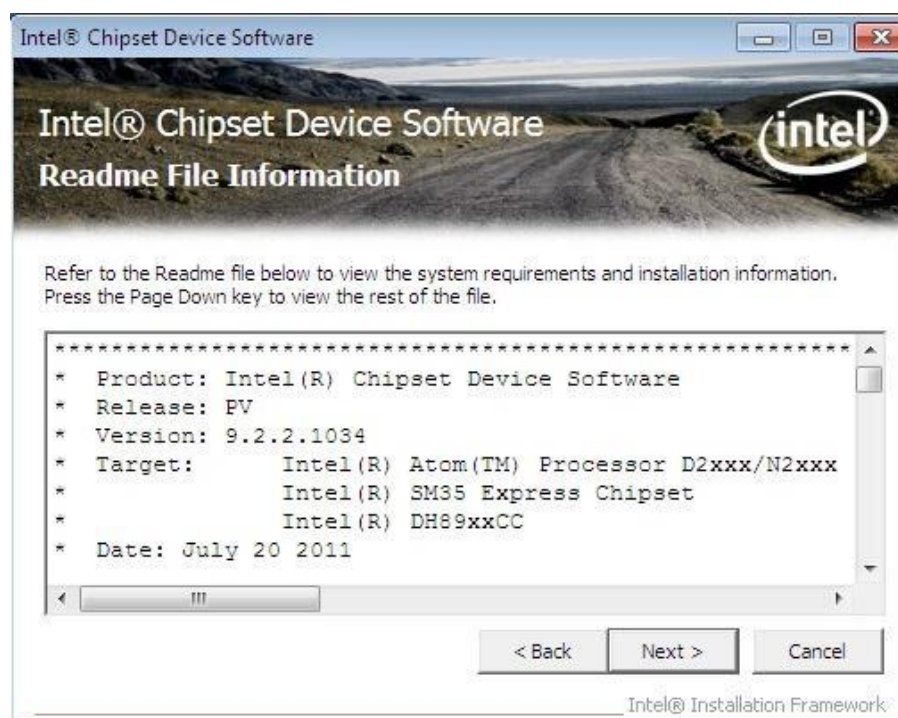 Intel® Chipset Device Software
Intel® Chipset Device Software
intel
Readme File Information
Refer to the Readme file below to view the system requirements and installation information.
Press the Page Down key to view the rest of the file.
************************************************************
* Product: Intel(R) Chipset Device Software
* Release: PV
* Version: 9.2.2.1034
* Target: Intel(R) Atom(TM) Processor D2xxx/N2xxx
* Intel(R) SM35 Express Chipset
* Intel(R) DH89xxCC
* Date: July 20 2011
< Back Next > Cancel
Intel® Installation Framework